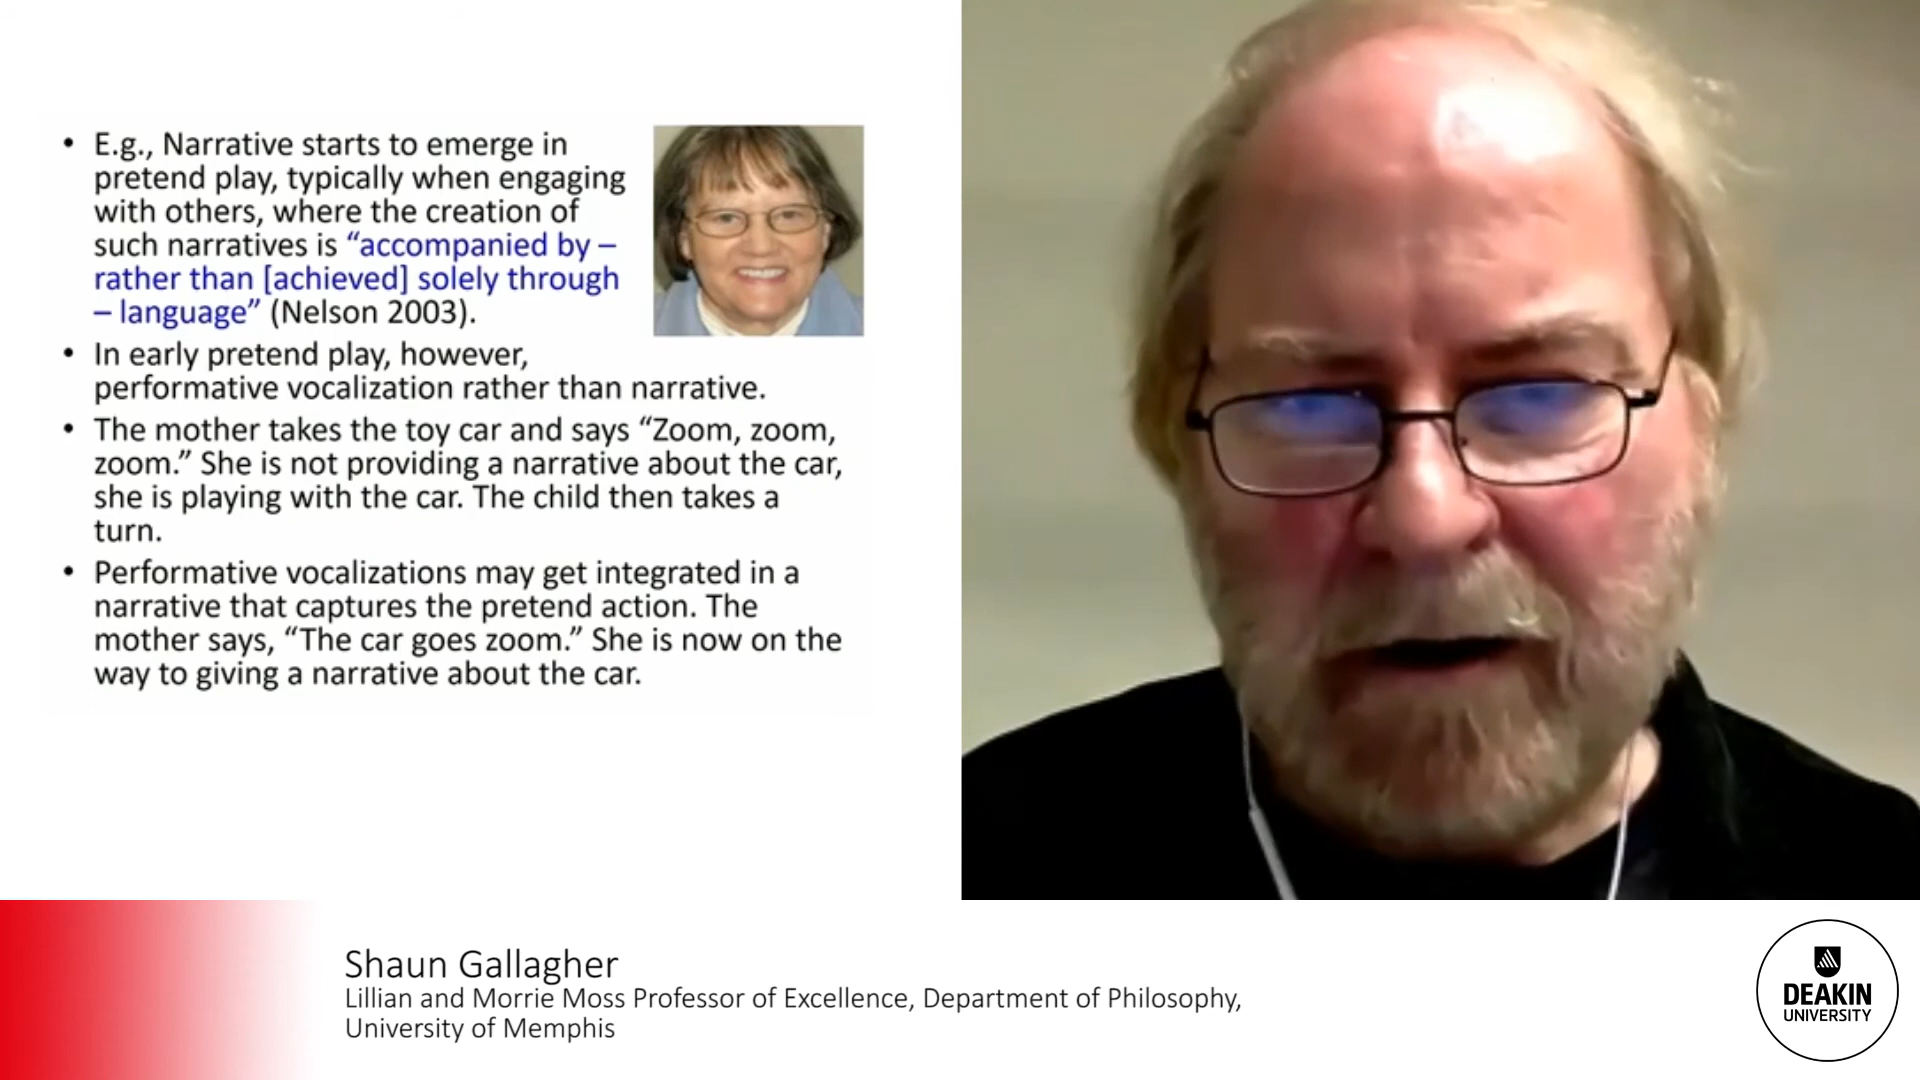 • E.g., Narrative starts to emerge in
pretend play, typically when engaging
with others, where the creation of
such narratives is “accompanied by –
rather than [achieved] solely through
– language” (Nelson 2003).
• In early pretend play, however,
performative vocalization rather than narrative.
• The mother takes the toy car and says “Zoom, zoom,
zoom.” She is not providing a narrative about the car,
she is playing with the car. The child then takes a
turn.
• Performative vocalizations may get integrated in a
narrative that captures the pretend action. The
mother says, “The car goes zoom.” She is now on the
way to giving a narrative about the car.
Shaun Gallagher
Lillian and Morrie Moss Professor of Excellence, Department of Philosophy,
University of Memphis
DEAKIN
UNIVERSITY